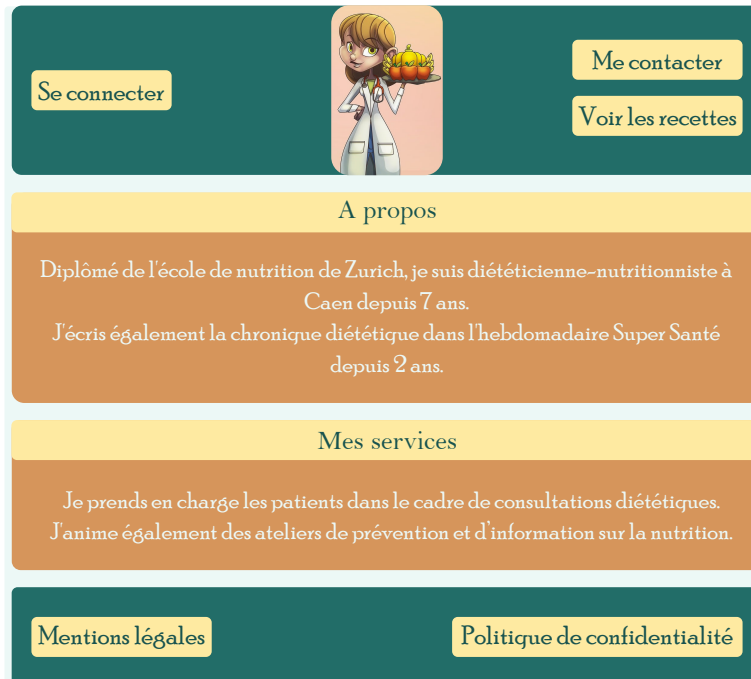 Se connecter
Me contacter
Voir les recettes
A propos
Diplômé de l'école de nutrition de Zurich, je suis diététicienne-nutritionniste à
Caen depuis 7 ans.
J'écris également la chronique diététique dans l'hebdomadaire Super Santé
depuis 2 ans.
Mes services
Je prends en charge les patients dans le cadre de consultations diététiques.
J'anime également des ateliers de prévention et d'information sur la nutrition.
Mentions légales
Politique de confidentialité